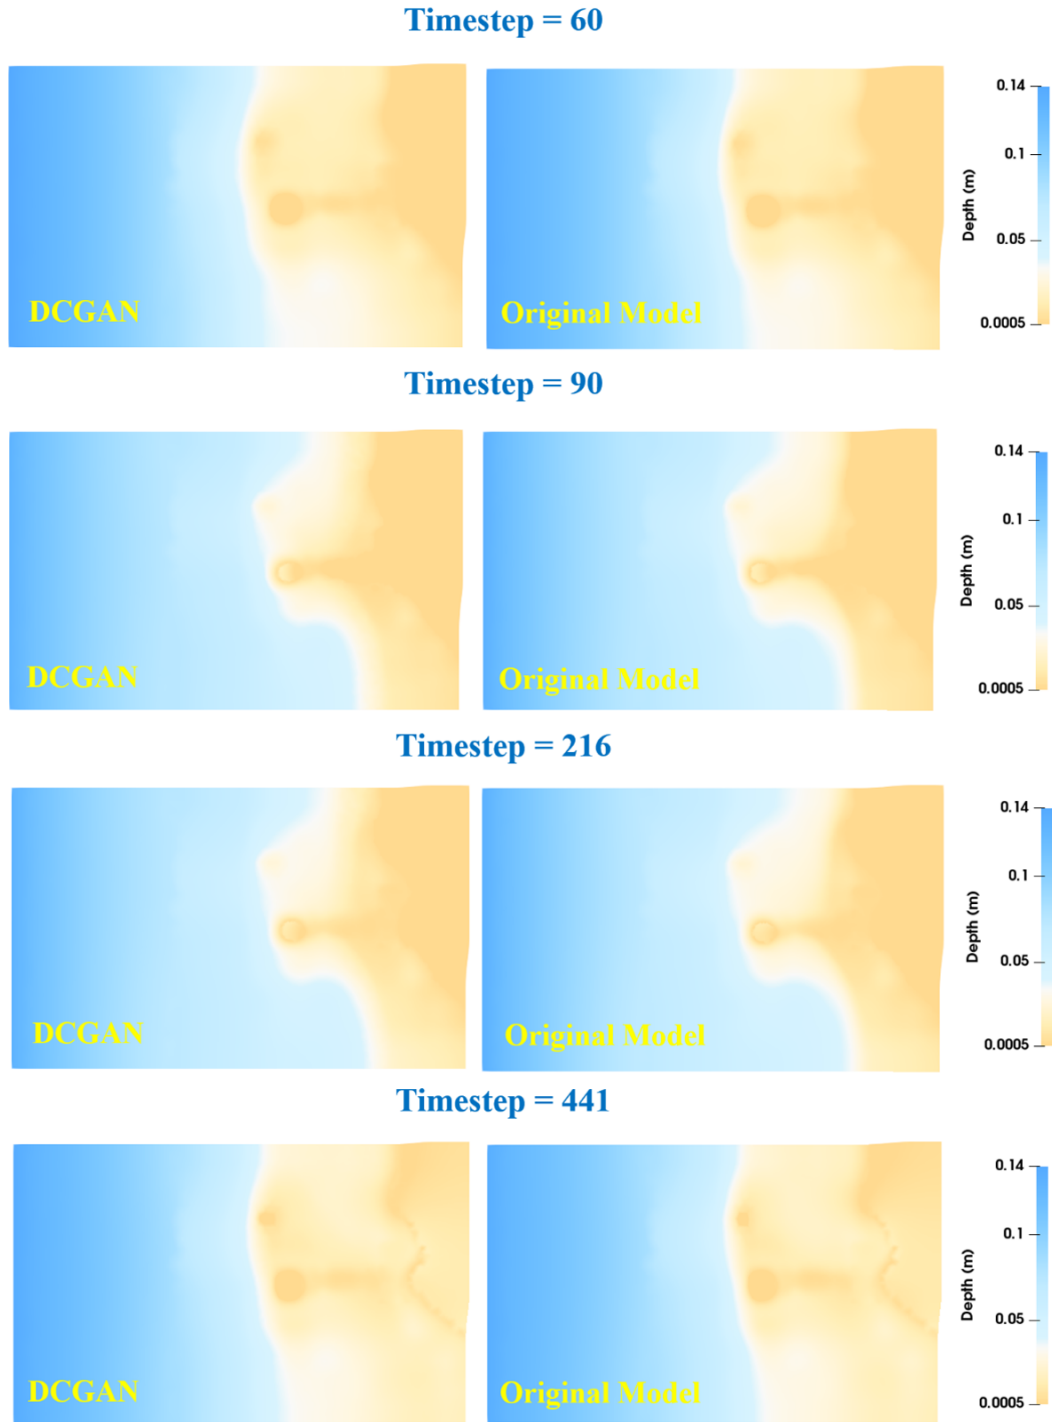 Timestep = 60
DCGAN
Original Model
0.14
0.1
0.05
0.0005
Depth (m)
Timestep = 90
DCGAN
Original Model
0.14
0.1
0.05
0.0005
Depth (m)
Timestep = 216
DCGAN
Original Model
0.14
0.1
0.05
0.0005
Depth (m)
Timestep = 441
DCGAN
Original Model
0.14
0.1
0.05
0.0005
Depth (m)